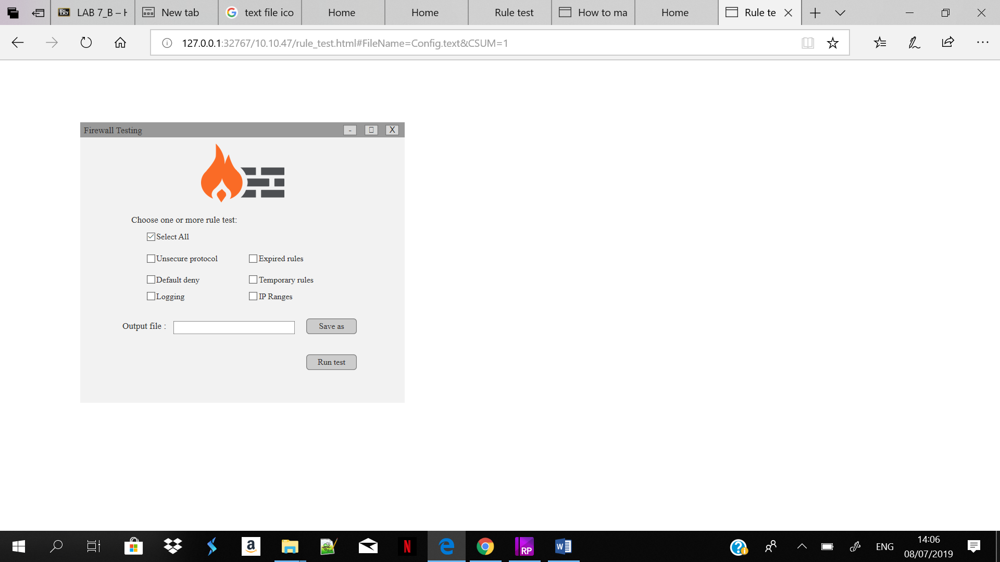 Bb LAB 7_B – H
New tab
text file ico
Home
Home
Rule test
How to ma
Home
Rule te
127.0.0.1:32767/10.10.47/rule_test.html#FileName=Config.text&CSUM=1
Firewall Testing
- X
Choose one or more rule test:
Select All
Unsecure protocol Expired rules
Default deny Temporary rules
Logging IP Ranges
Output file : Save as
Run test
a N RP W
ENG
14:06
08/07/2019